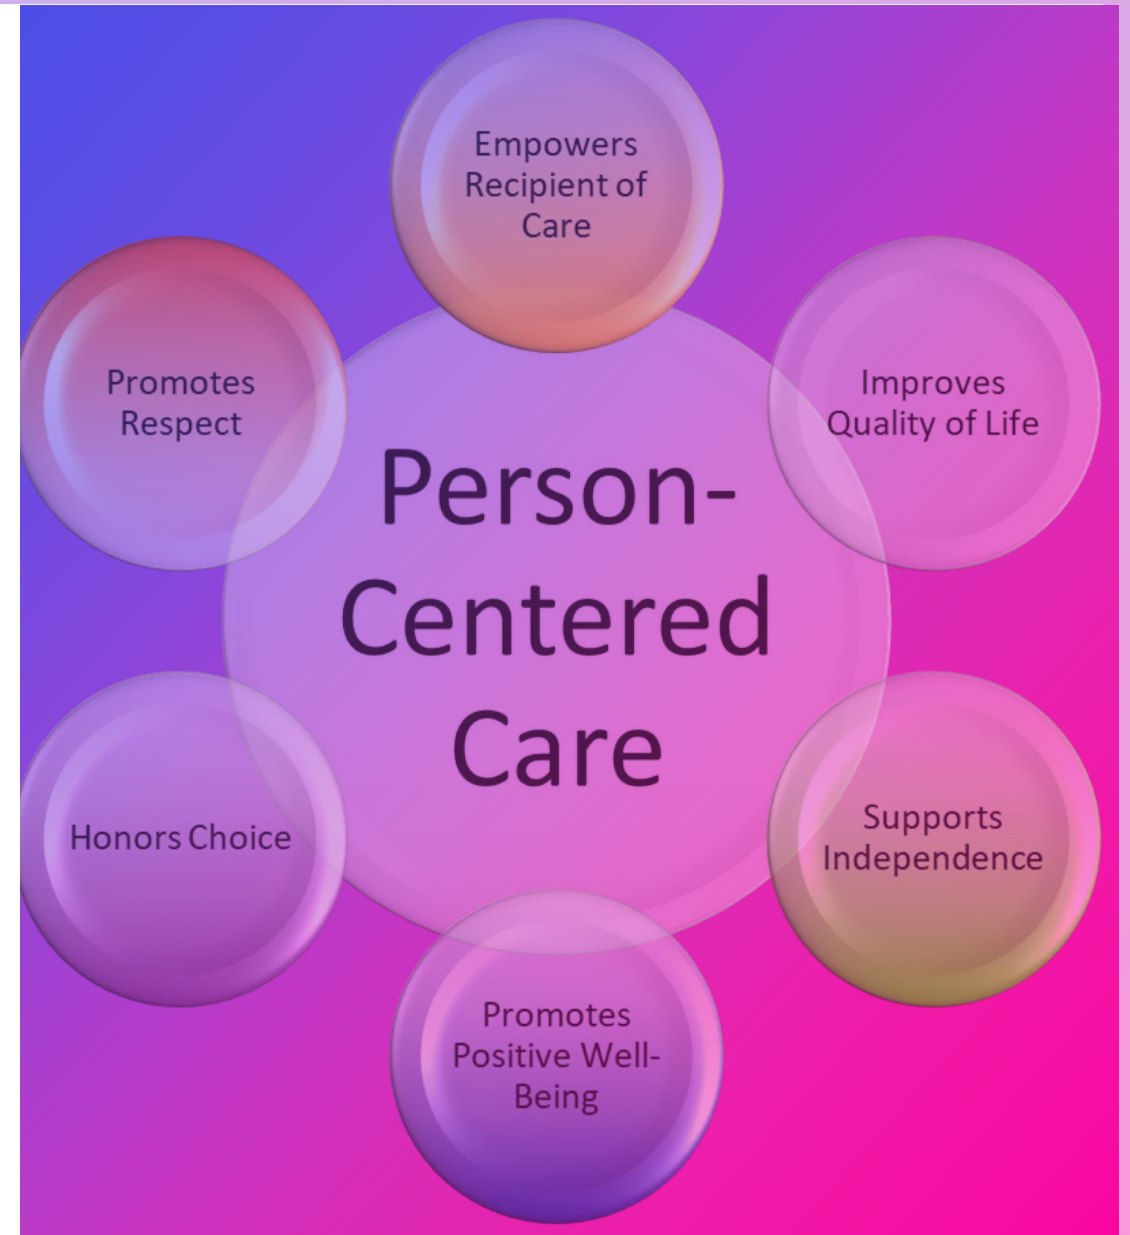 Empowers
Recipient of
Care
Improves
Quality of Life
Supports
Independence
Promotes
Positive Well-
Being
Honors Choice
Promotes
Respect
Person-
Centered
Care